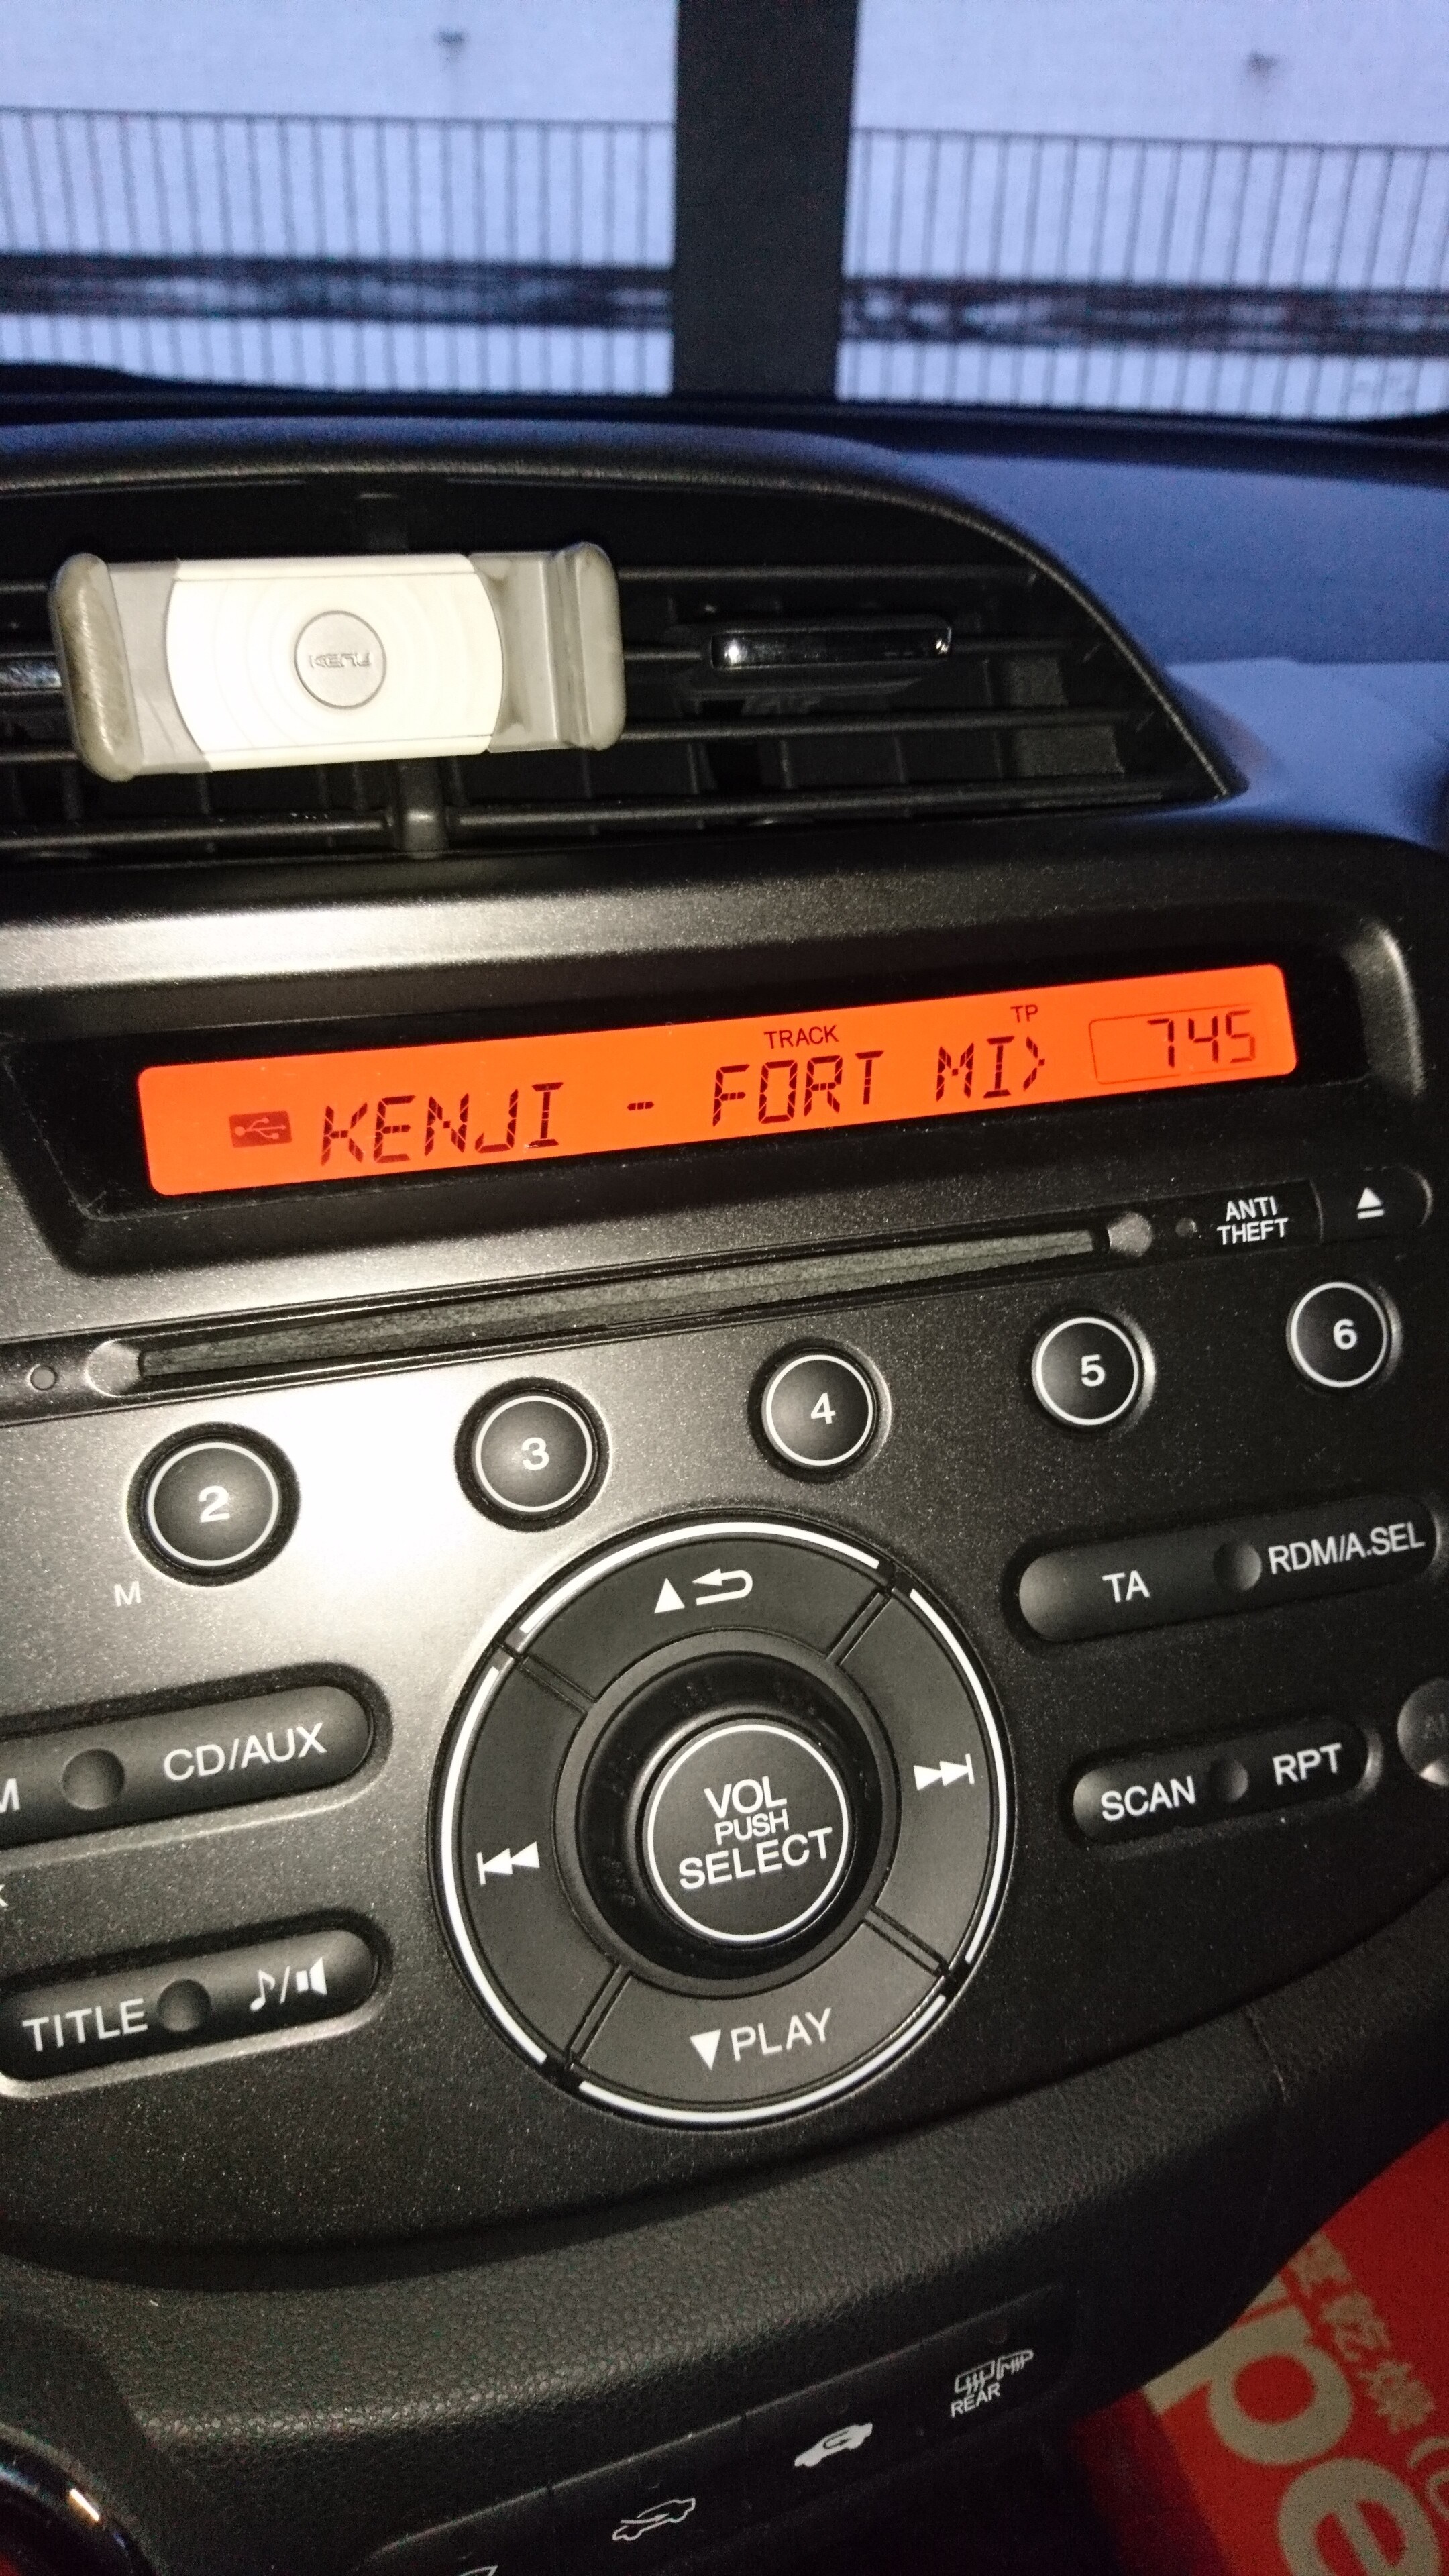 KENU
TRACK
TP
KENJI - FORT MI>
745
ANTI
THEFT
2
3
4
5
6
M
TA
RDM/A.SEL
M
CD/AUX
VOL
PUSH
SELECT
SCAN
RPT
TITLE
PLAY
REAR